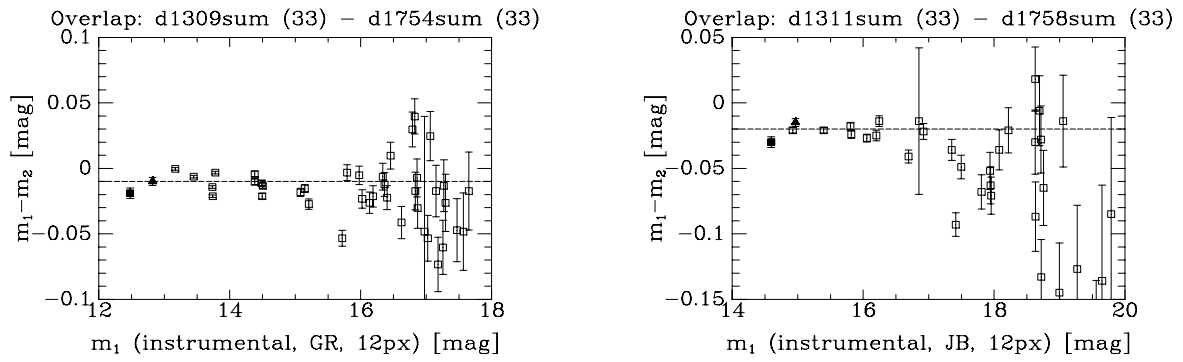 Overlap: d1309sum (33) − d1754sum (33)
0.1
0.05
0
−0.05
−0.1
m₁−m₂ [mag]
12 14 16 18
m₁ (instrumental, GR, 12px) [mag]
Overlap: d1311sum (33) − d1758sum (33)
0
−0.05
−0.1
−0.15
m₁−m₂ [mag]
14 16 18 20
m₁ (instrumental, JB, 12px) [mag]